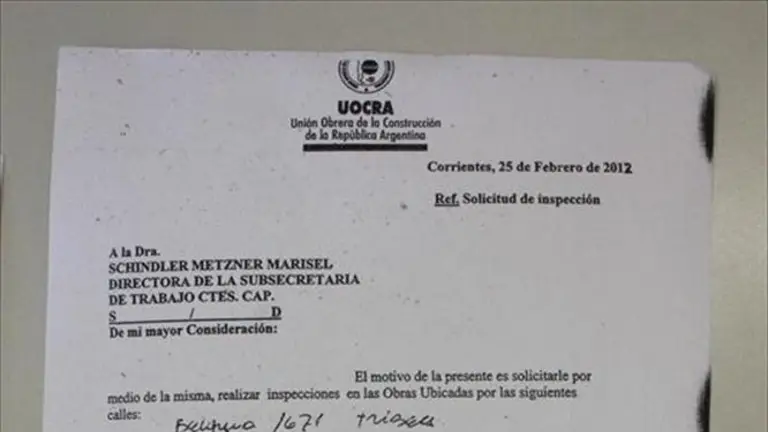 UOCRA
Unión Obrera de la Construcción
de la República Argentina
Corrientes, 25 de Febrero de 2012
Ref. Solicitud de inspección
A la Dra.
SCHINDLER METZNER MARISEL
DIRECTORA DE LA SUBSECRETARIA
DE TRABAJO CTES. CAP.
S / D
De mi mayor Consideración:
El motivo de la presente es solicitarle por
medio de la misma, realizar inspecciones en las Obras Ubicadas por las siguientes
calles: